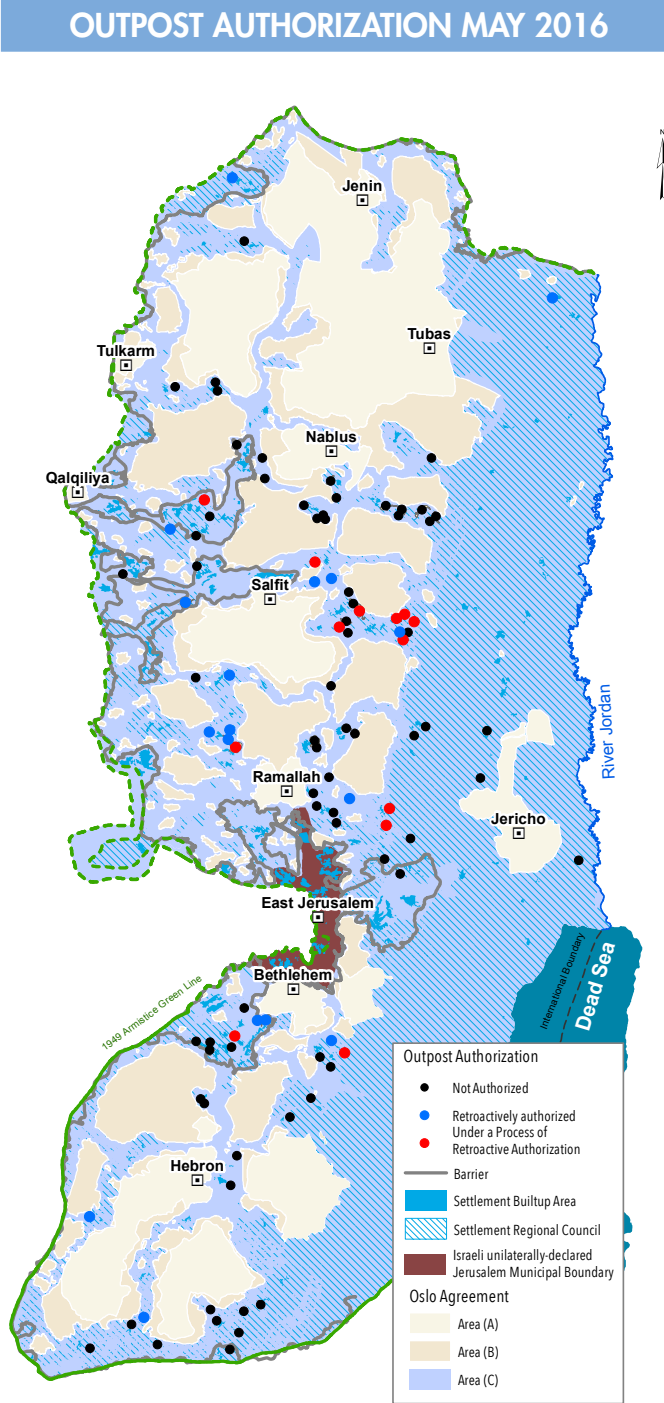 OUTPOST AUTHORIZATION MAY 2016
N
Jenin
Tubas
Tulkarm
Nablus
Qalqiliya
Salfit
River Jordan
Ramallah
Jericho
East Jerusalem
Bethlehem
1949 Armistice Green Line
International Boundary
Dead Sea
Hebron
Outpost Authorization
Not Authorized
Retroactively authorized
Under a Process of
Retroactive Authorization
Barrier
Settlement Builtup Area
Settlement Regional Council
Israeli unilaterally-declared
Jerusalem Municipal Boundary
Oslo Agreement
Area (A)
Area (B)
Area (C)